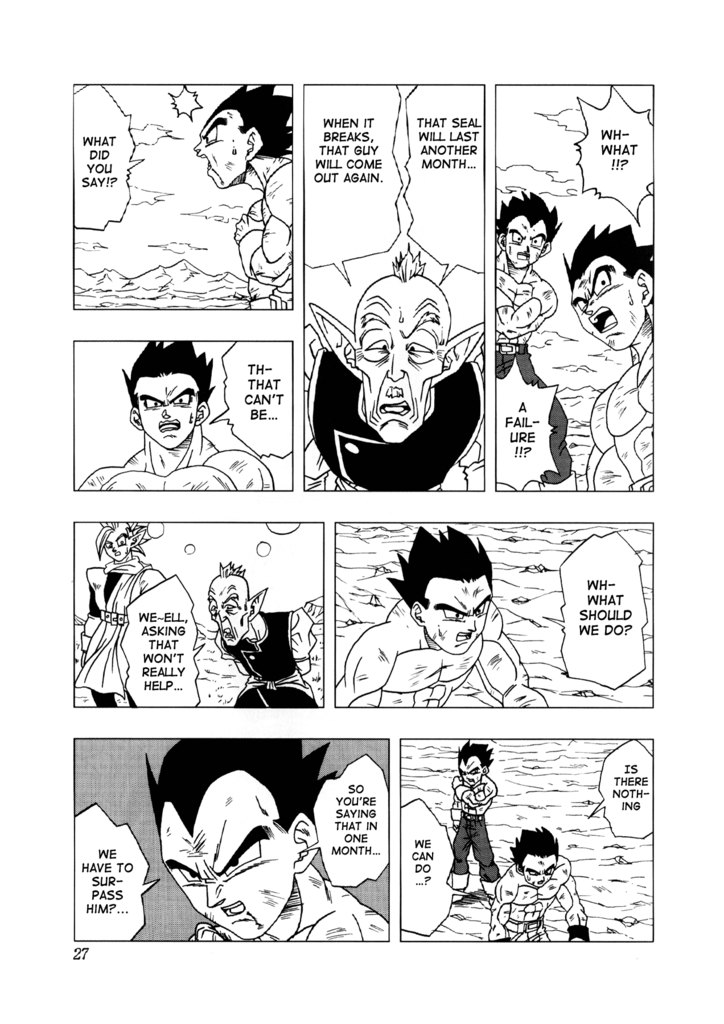 WH-
WHAT
!!?
A
FAIL-
URE
!!?
THAT SEAL
WILL LAST
ANOTHER
MONTH...
WHEN IT
BREAKS,
THAT GUY
WILL COME
OUT AGAIN.
WHAT
DID
YOU
SAY!?
TH-
THAT
CAN'T
BE...
WH-
WHAT
SHOULD
WE DO?
WE~ELL,
ASKING
THAT
WON'T
REALLY
HELP...
IS
THERE
NOTH-
ING
WE
CAN
DO
...?
SO
YOU'RE
SAYING
THAT IN
ONE
MONTH...
WE
HAVE TO
SUR-
PASS
HIM?...
27